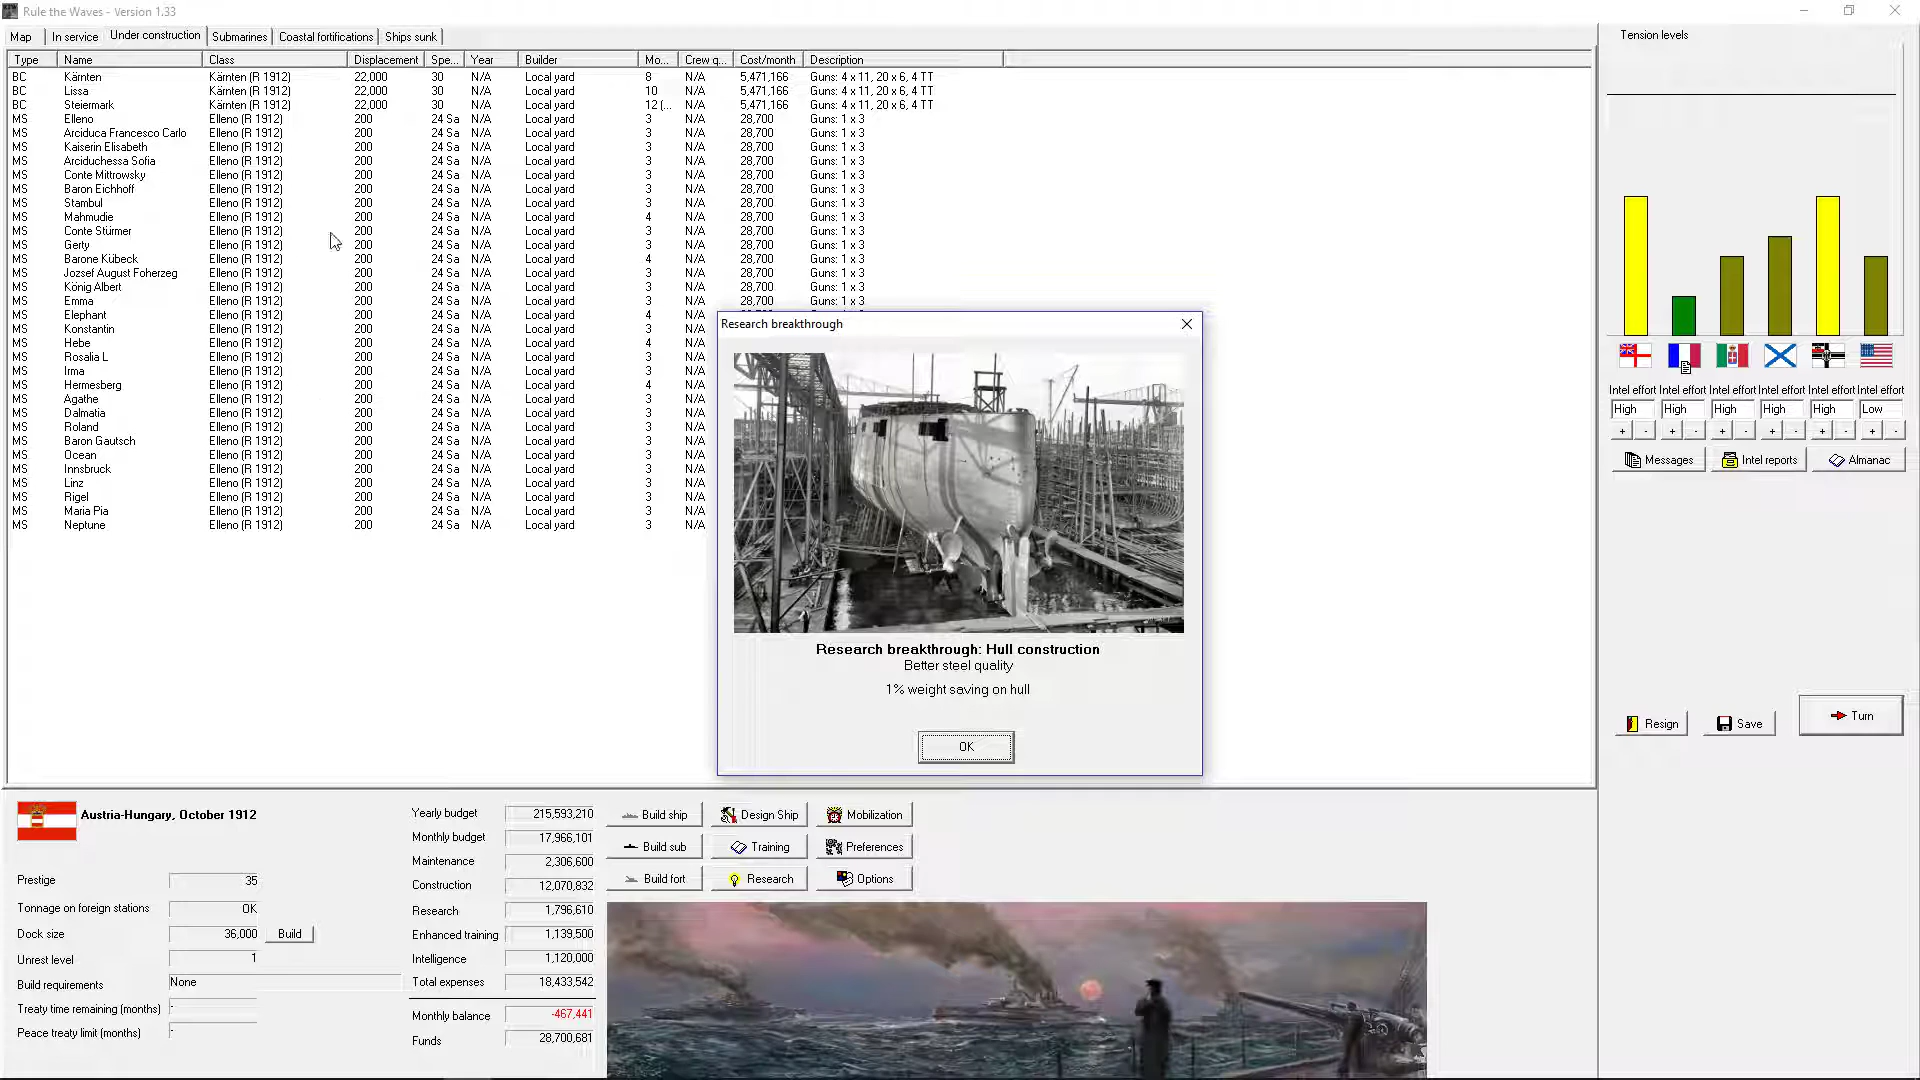 Rule the Waves - Version 1.33
Map In service Under construction Submarines Coastal fortifications Ships sunk
Type Name Class Displacement Spe... Year Builder Mo... Crew q... Cost/month Description
BC Kärnten Kärnten (R 1912) 22,000 30 N/A Local yard 8 N/A 5,471,166 Guns: 4 x 11, 20 x 6, 4 TT
BC Lissa Kärnten (R 1912) 22,000 30 N/A Local yard 10 N/A 5,471,166 Guns: 4 x 11, 20 x 6, 4 TT
BC Steiermark Kärnten (R 1912) 22,000 30 N/A Local yard 12 (... N/A 5,471,166 Guns: 4 x 11, 20 x 6, 4 TT
MS Elleno Elleno (R 1912) 200 24 Sa N/A Local yard 3 N/A 28,700 Guns: 1 x 3
MS Arciduca Francesco Carlo Elleno (R 1912) 200 24 Sa N/A Local yard 3 N/A 28,700 Guns: 1 x 3
MS Kaiserin Elisabeth Elleno (R 1912) 200 24 Sa N/A Local yard 3 N/A 28,700 Guns: 1 x 3
MS Arciduchessa Sofia Elleno (R 1912) 200 24 Sa N/A Local yard 3 N/A 28,700 Guns: 1 x 3
MS Conte Mittrowsky Elleno (R 1912) 200 24 Sa N/A Local yard 3 N/A 28,700 Guns: 1 x 3
MS Baron Eichhoff Elleno (R 1912) 200 24 Sa N/A Local yard 3 N/A 28,700 Guns: 1 x 3
MS Stambul Elleno (R 1912) 200 24 Sa N/A Local yard 3 N/A 28,700 Guns: 1 x 3
MS Mahmudie Elleno (R 1912) 200 24 Sa N/A Local yard 4 N/A 28,700 Guns: 1 x 3
MS Conte Stürmer Elleno (R 1912) 200 24 Sa N/A Local yard 3 N/A 28,700 Guns: 1 x 3
MS Gerty Elleno (R 1912) 200 24 Sa N/A Local yard 3 N/A 28,700 Guns: 1 x 3
MS Barone Kübeck Elleno (R 1912) 200 24 Sa N/A Local yard 4 N/A 28,700 Guns: 1 x 3
MS Jozsef August Foherzeg Elleno (R 1912) 200 24 Sa N/A Local yard 3 N/A 28,700 Guns: 1 x 3
MS König Albert Elleno (R 1912) 200 24 Sa N/A Local yard 3 N/A 28,700 Guns: 1 x 3
MS Emma Elleno (R 1912) 200 24 Sa N/A Local yard 3 N/A 28,700 Guns: 1 x 3
MS Elephant Elleno (R 1912) 200 24 Sa N/A Local yard 4 N/A
MS Konstantin Elleno (R 1912) 200 24 Sa N/A Local yard 3 N/A
MS Hebe Elleno (R 1912) 200 24 Sa N/A Local yard 4 N/A
MS Rosalia L Elleno (R 1912) 200 24 Sa N/A Local yard 3 N/A
MS Irma Elleno (R 1912) 200 24 Sa N/A Local yard 3 N/A
MS Hermesberg Elleno (R 1912) 200 24 Sa N/A Local yard 4 N/A
MS Agathe Elleno (R 1912) 200 24 Sa N/A Local yard 3 N/A
MS Dalmatia Elleno (R 1912) 200 24 Sa N/A Local yard 3 N/A
MS Roland Elleno (R 1912) 200 24 Sa N/A Local yard 3 N/A
MS Baron Gautsch Elleno (R 1912) 200 24 Sa N/A Local yard 3 N/A
MS Ocean Elleno (R 1912) 200 24 Sa N/A Local yard 3 N/A
MS Innsbruck Elleno (R 1912) 200 24 Sa N/A Local yard 3 N/A
MS Linz Elleno (R 1912) 200 24 Sa N/A Local yard 3 N/A
MS Rigel Elleno (R 1912) 200 24 Sa N/A Local yard 3 N/A
MS Maria Pia Elleno (R 1912) 200 24 Sa N/A Local yard 3 N/A
MS Neptune Elleno (R 1912) 200 24 Sa N/A Local yard 3 N/A
Research breakthrough
Research breakthrough: Hull construction
Better steel quality
1% weight saving on hull
OK
Tension levels
Intel effort Intel effort Intel effort Intel effort Intel effort Intel effort
High High High High High Low
+ - + - + - + - + - + -
Messages Intel reports Almanac
Resign Save Turn
Austria-Hungary, October 1912
Prestige 35
Tonnage on foreign stations OK
Dock size 36,000 Build
Unrest level 1
Build requirements None
Treaty time remaining (months) -
Peace treaty limit (months) -
Yearly budget 215,593,210
Monthly budget 17,966,101
Maintenance 2,306,600
Construction 12,070,832
Research 1,796,610
Enhanced training 1,139,500
Intelligence 1,120,000
Total expenses 18,433,542
Monthly balance -467,441
Funds 28,700,681
Build ship Design Ship Mobilization
Build sub Training Preferences
Build fort Research Options